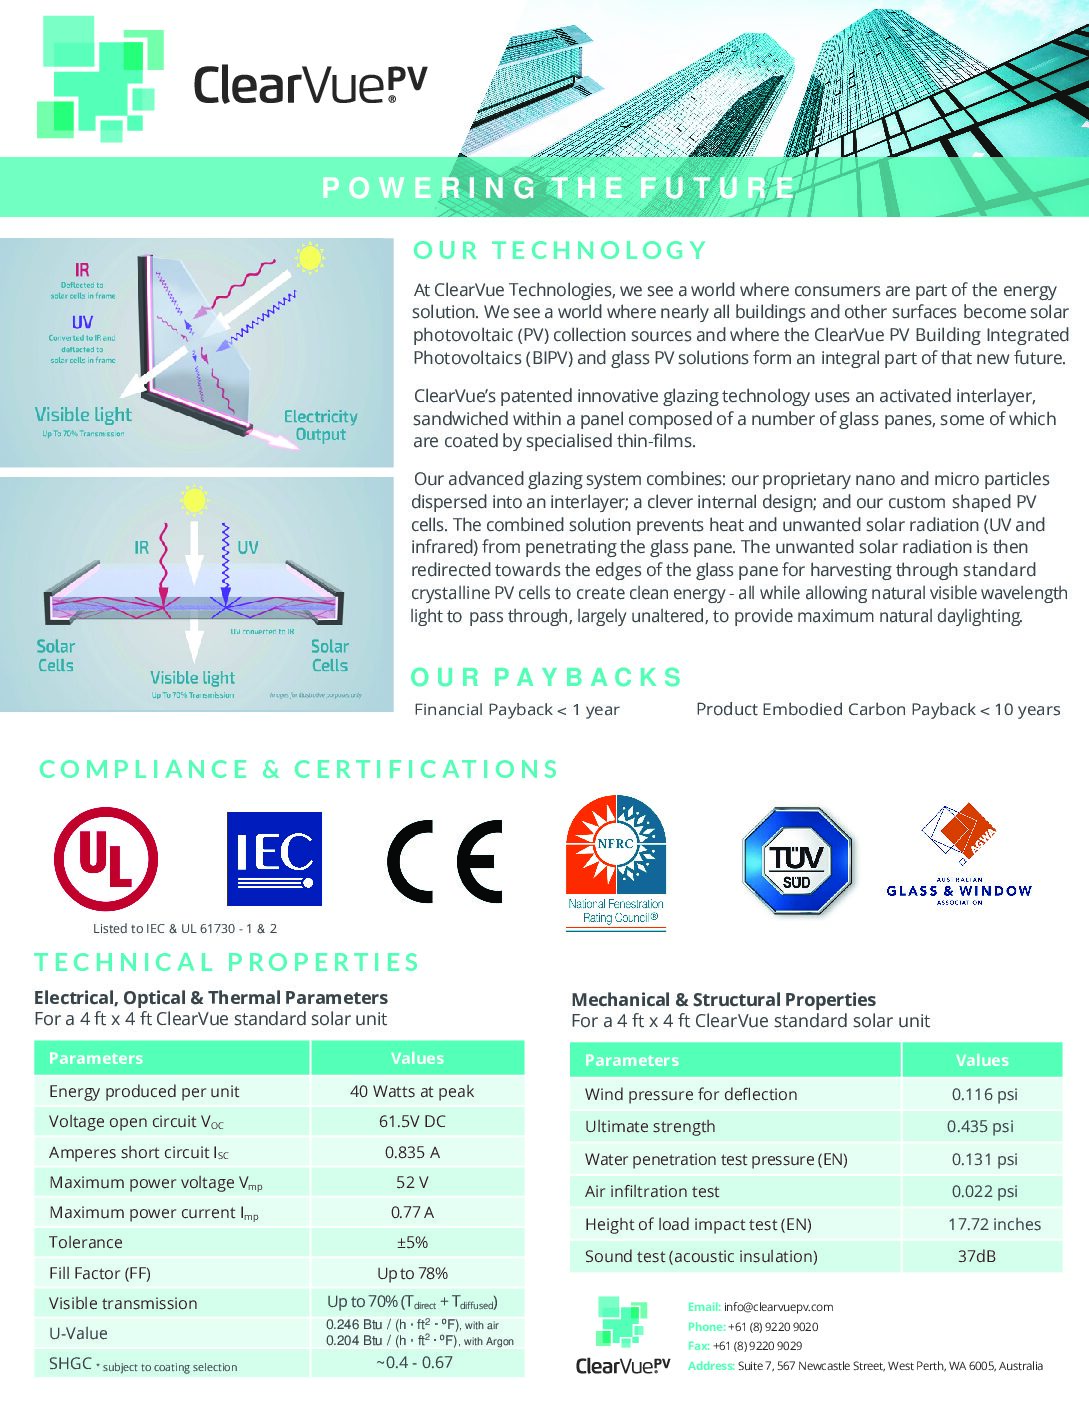 ClearVuePV®
POWERING THE FUTURE
IR
Deflected to
solar cells in frame
UV
Converted to IR and
deflected to
solar cells in frame
Visible light
Up To 70% Transmission
Electricity
Output
IR
UV
UV converted to IR
Solar
Cells
Solar
Cells
Visible light
Up To 70% Transmission
Images for illustrative purposes only
OUR TECHNOLOGY
At ClearVue Technologies, we see a world where consumers are part of the energy
solution. We see a world where nearly all buildings and other surfaces become solar
photovoltaic (PV) collection sources and where the ClearVue PV Building Integrated
Photovoltaics (BIPV) and glass PV solutions form an integral part of that new future.
ClearVue's patented innovative glazing technology uses an activated interlayer,
sandwiched within a panel composed of a number of glass panes, some of which
are coated by specialised thin-films.
Our advanced glazing system combines: our proprietary nano and micro particles
dispersed into an interlayer; a clever internal design; and our custom shaped PV
cells. The combined solution prevents heat and unwanted solar radiation (UV and
infrared) from penetrating the glass pane. The unwanted solar radiation is then
redirected towards the edges of the glass pane for harvesting through standard
crystalline PV cells to create clean energy - all while allowing natural visible wavelength
light to pass through, largely unaltered, to provide maximum natural daylighting.
OUR PAYBACKS
Financial Payback < 1 year
Product Embodied Carbon Payback < 10 years
COMPLIANCE & CERTIFICATIONS
UL
IEC
CE
NFRC
National Fenestration
Rating Council®
TÜV
SÜD
AGWA
AUSTRALIAN
GLASS & WINDOW
ASSOCIATION
Listed to IEC & UL 61730 - 1 & 2
TECHNICAL PROPERTIES
Electrical, Optical & Thermal Parameters
For a 4 ft x 4 ft ClearVue standard solar unit
Parameters Values
Energy produced per unit 40 Watts at peak
Voltage open circuit VOC 61.5V DC
Amperes short circuit ISC 0.835 A
Maximum power voltage Vmp 52 V
Maximum power current Imp 0.77 A
Tolerance ±5%
Fill Factor (FF) Up to 78%
Visible transmission Up to 70% (Tdirect + Tdiffused)
U-Value 0.246 Btu / (h · ft² · ºF), with air
0.204 Btu / (h · ft² · ºF), with Argon
SHGC * subject to coating selection ~0.4 - 0.67
Mechanical & Structural Properties
For a 4 ft x 4 ft ClearVue standard solar unit
Parameters Values
Wind pressure for deflection 0.116 psi
Ultimate strength 0.435 psi
Water penetration test pressure (EN) 0.131 psi
Air infiltration test 0.022 psi
Height of load impact test (EN) 17.72 inches
Sound test (acoustic insulation) 37dB
ClearVuePV®
Email: info@clearvuepv.com
Phone: +61 (8) 9220 9020
Fax: +61 (8) 9220 9029
Address: Suite 7, 567 Newcastle Street, West Perth, WA 6005, Australia